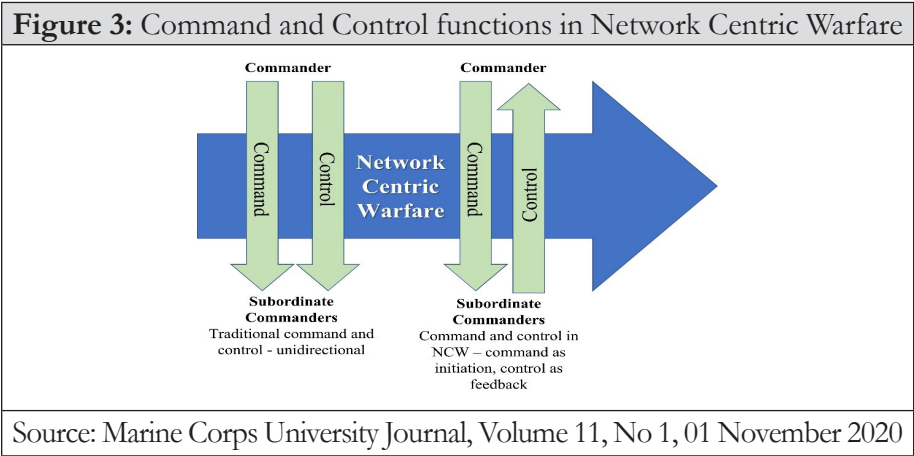 Figure 3: Command and Control functions in Network Centric Warfare
Commander
Commander
Command
Control
Network
Centric
Warfare
Command
Control
Subordinate
Commanders
Traditional command and
control - unidirectional
Subordinate
Commanders
Command and control in
NCW – command as
initiation, control as
feedback
Source: Marine Corps University Journal, Volume 11, No 1, 01 November 2020